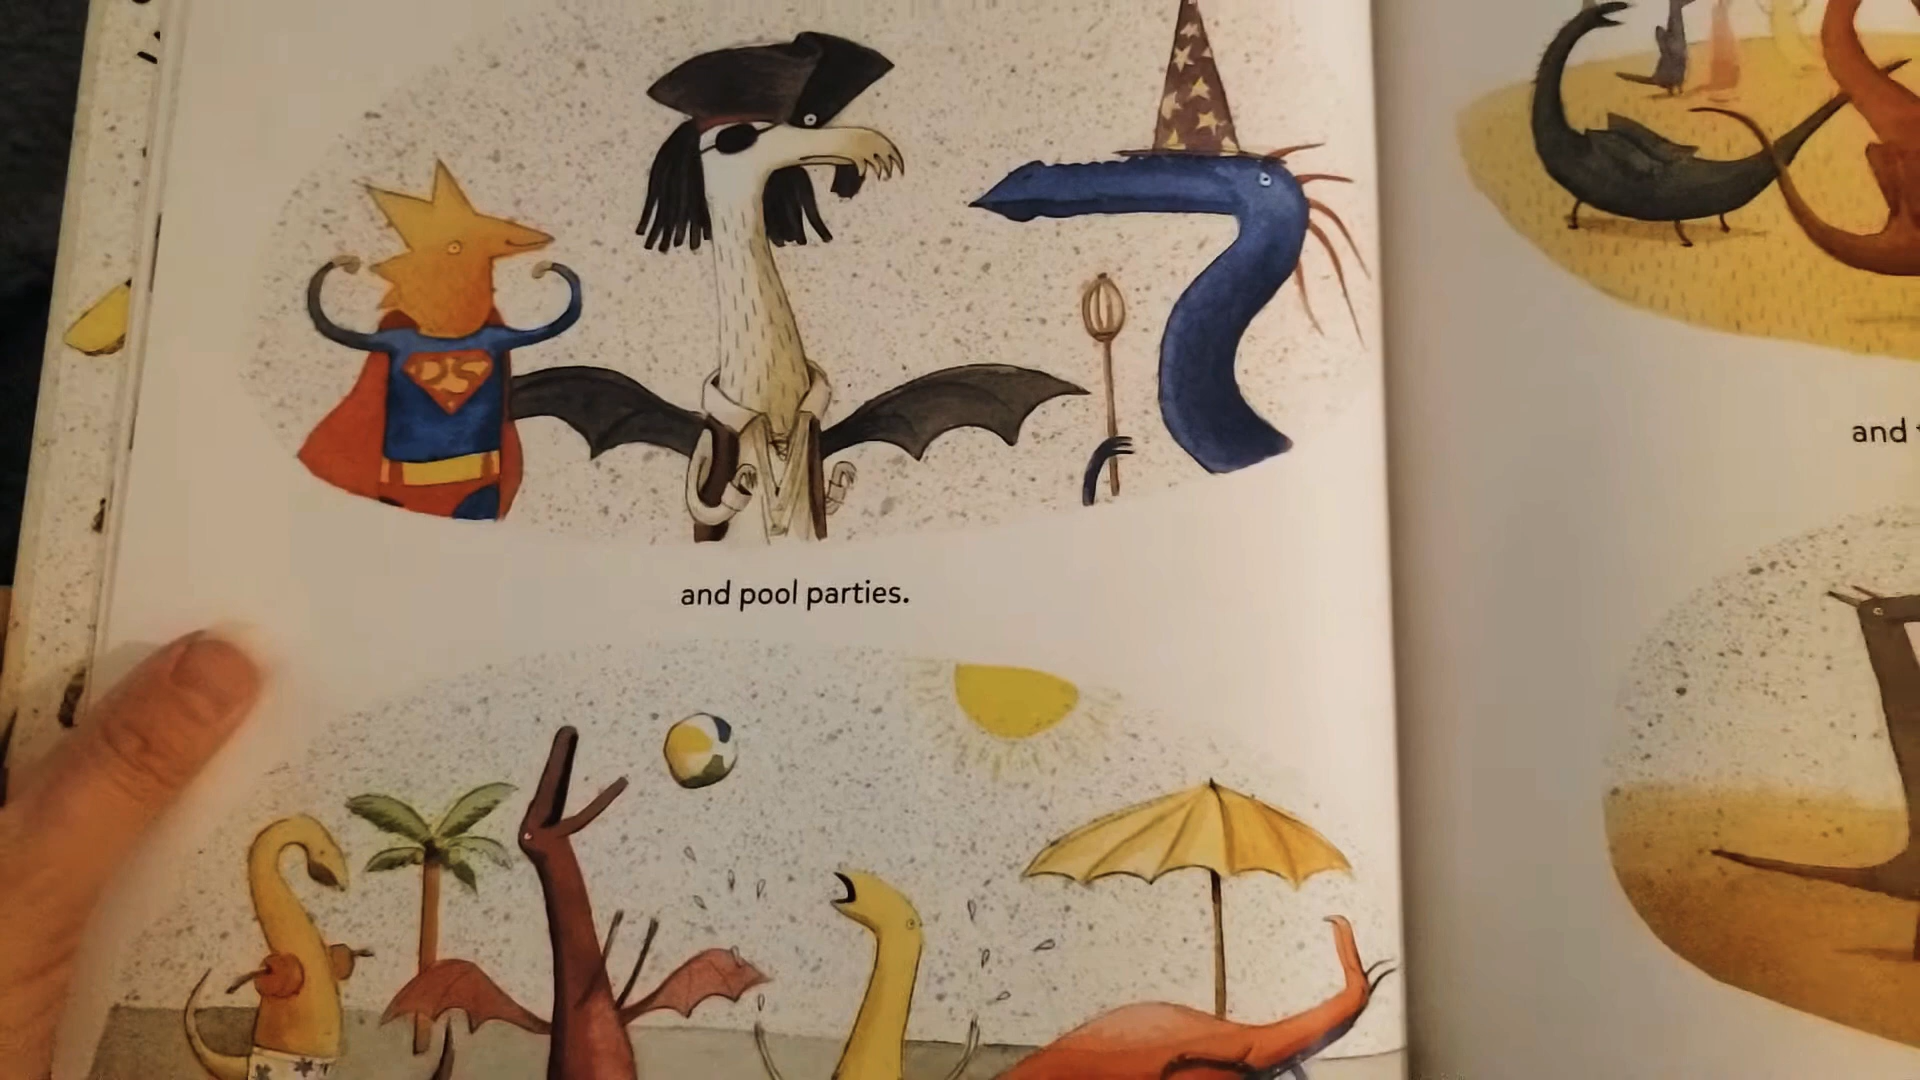 DS
and pool parties.
and